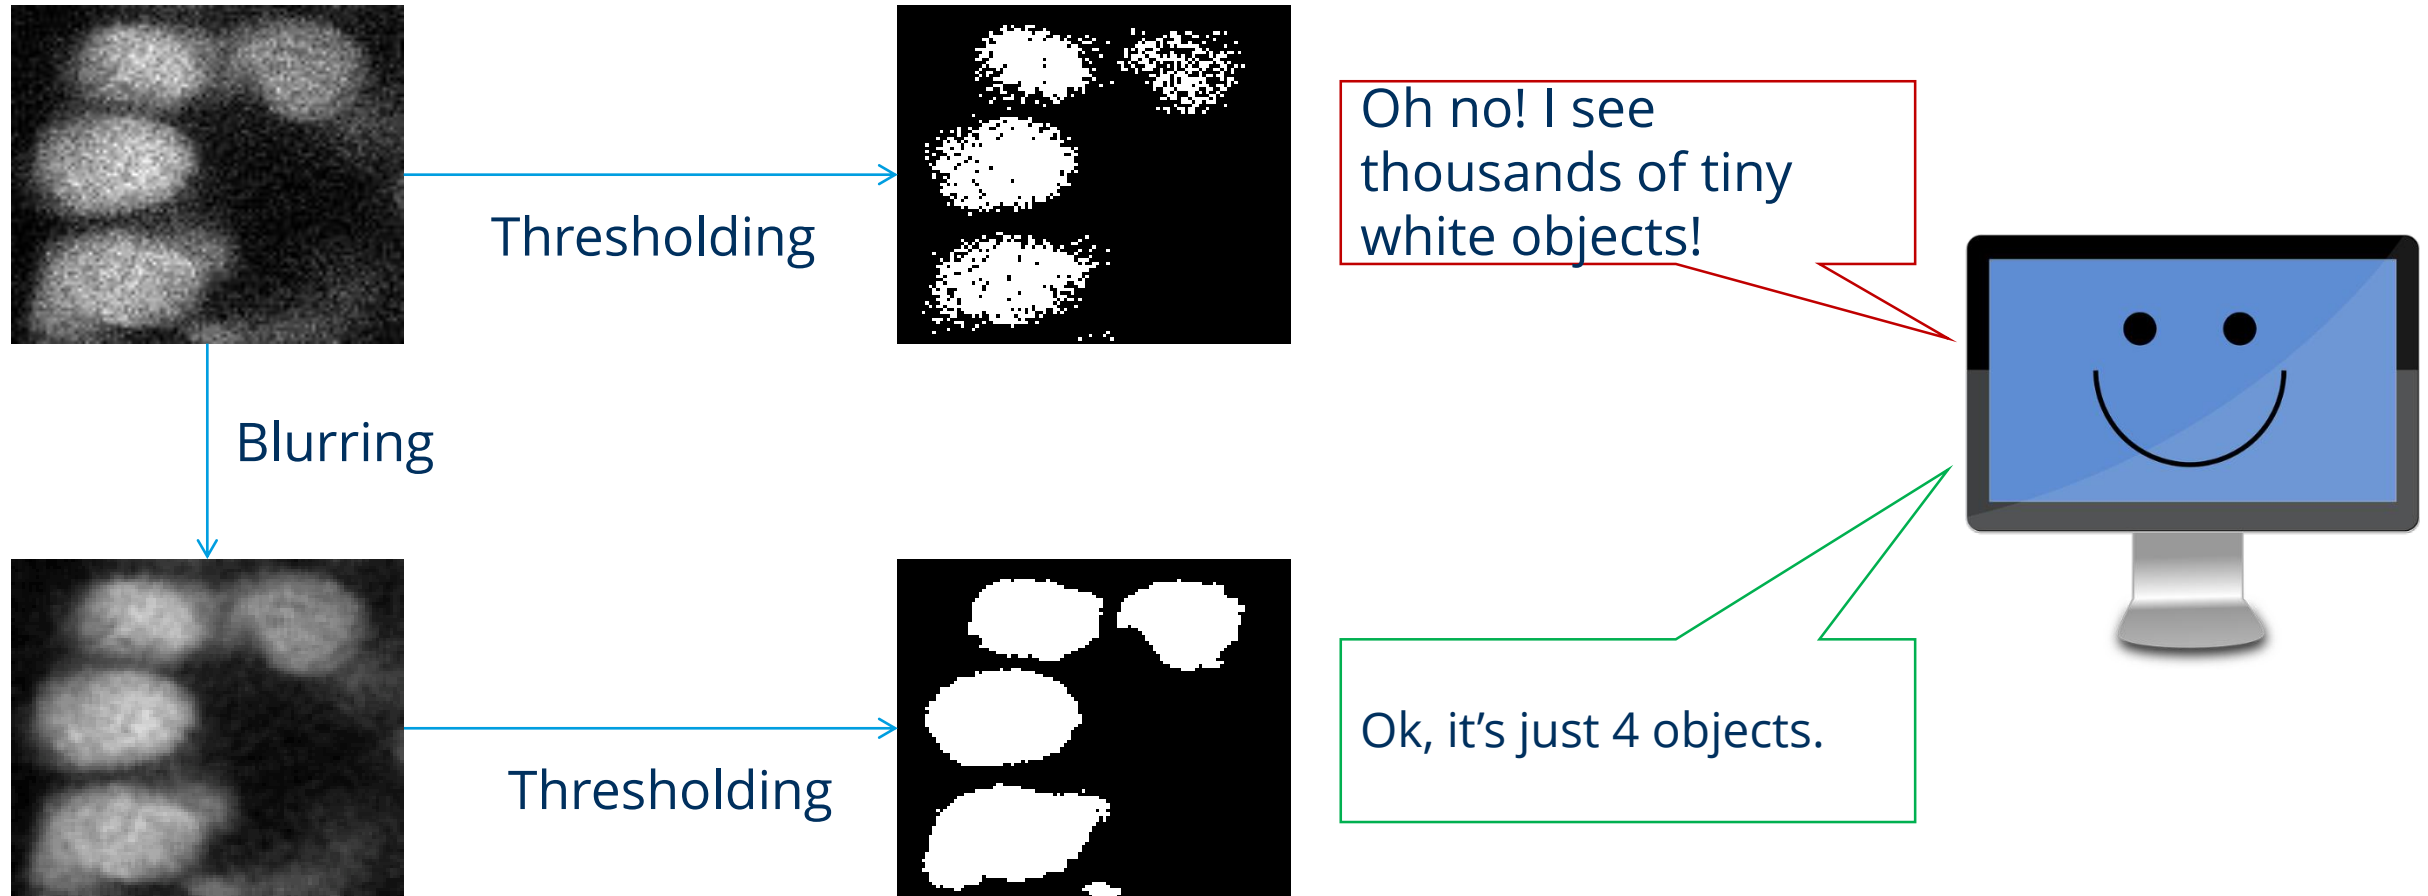 Thresholding
Oh no! I see
thousands of tiny
white objects!
Blurring
Thresholding
Ok, it’s just 4 objects.